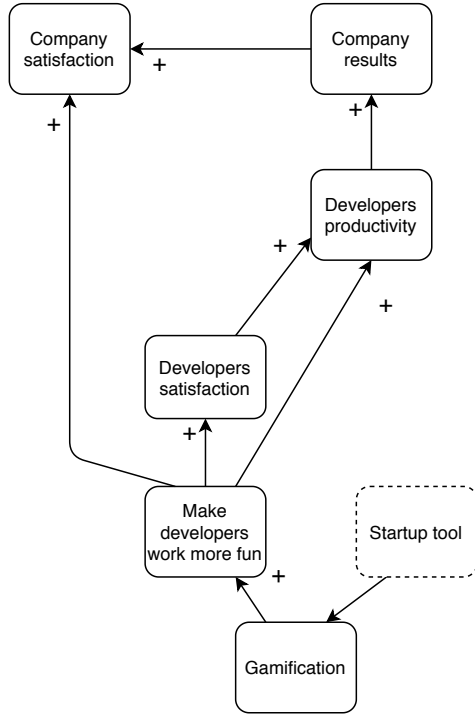 Company
satisfaction
Company
results
+
+
+
Developers
productivity
+
+
Developers
satisfaction
+
Make
developers
work more fun
Startup tool
+
Gamification